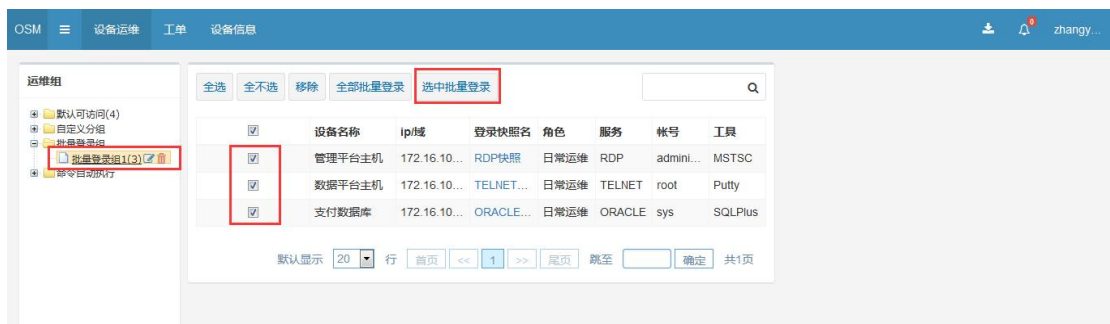 OSM 设备运维 工单 设备信息 0 zhangy...
运维组
默认可访问(4)
自定义分组
批量登录组
批量登录组1(3)
命令自动执行
全选 全不选 移除 全部批量登录 选中批量登录
设备名称 ip/域 登录快照名 角色 服务 帐号 工具
管理平台主机 172.16.10... RDP快照 日常运维 RDP admini... MSTSC
数据平台主机 172.16.10... TELNET... 日常运维 TELNET root Putty
支付数据库 172.16.10... ORACLE... 日常运维 ORACLE sys SQLPlus
默认显示 20 行 首页 << 1 >> 尾页 跳至 确定 共1页